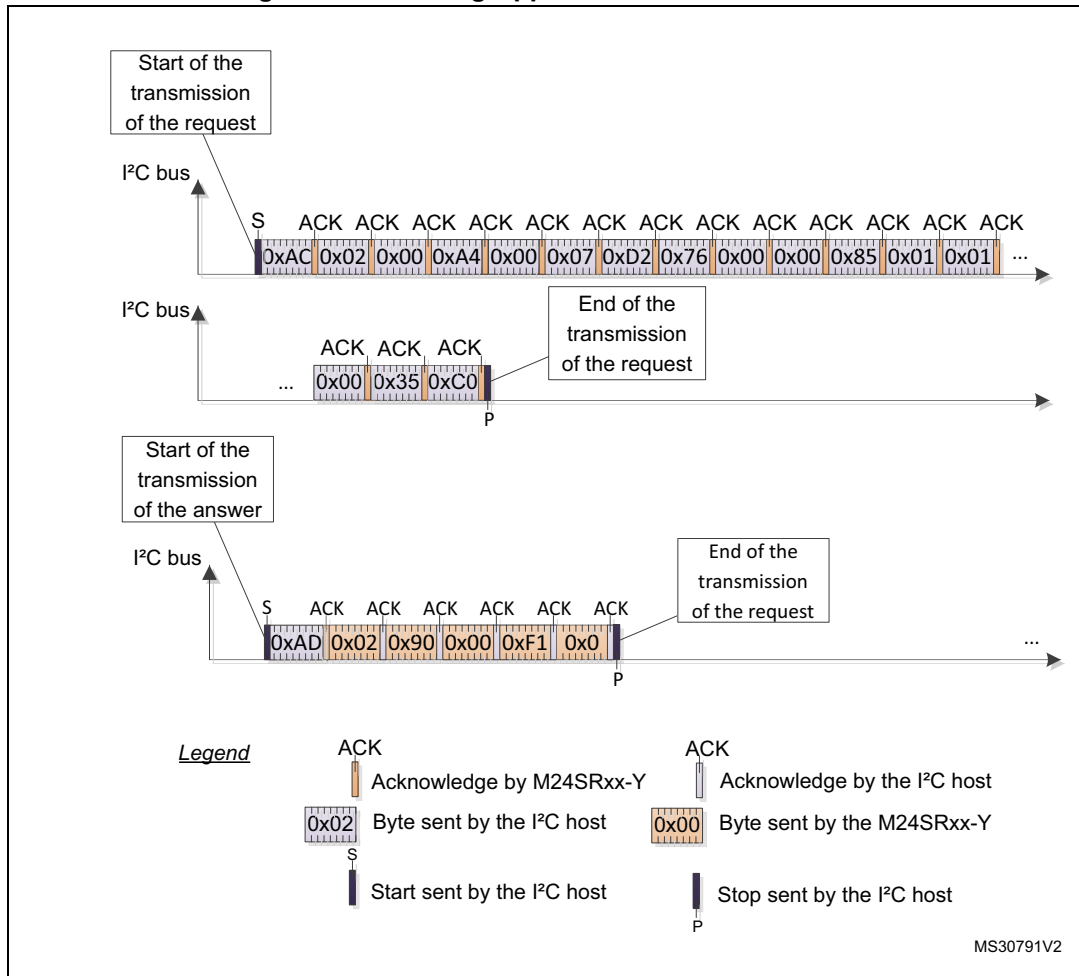 Start of the
transmission
of the request
I²C bus
S ACK ACK ACK ACK ACK ACK ACK ACK ACK ACK ACK ACK ACK
0xAC 0x02 0x00 0xA4 0x00 0x07 0xD2 0x76 0x00 0x00 0x85 0x01 0x01 ...
I²C bus
End of the
transmission
of the request
ACK ACK ACK
... 0x00 0x35 0xC0
P
Start of the
transmission
of the answer
I²C bus
End of the
transmission
of the request
S ACK ACK ACK ACK ACK ACK
0xAD 0x02 0x90 0x00 0xF1 0x0
...
P
Legend
ACK
Acknowledge by M24SRxx-Y
ACK
Acknowledge by the I²C host
0x02 Byte sent by the I²C host
0x00 Byte sent by the M24SRxx-Y
S
Start sent by the I²C host
Stop sent by the I²C host
P
MS30791V2